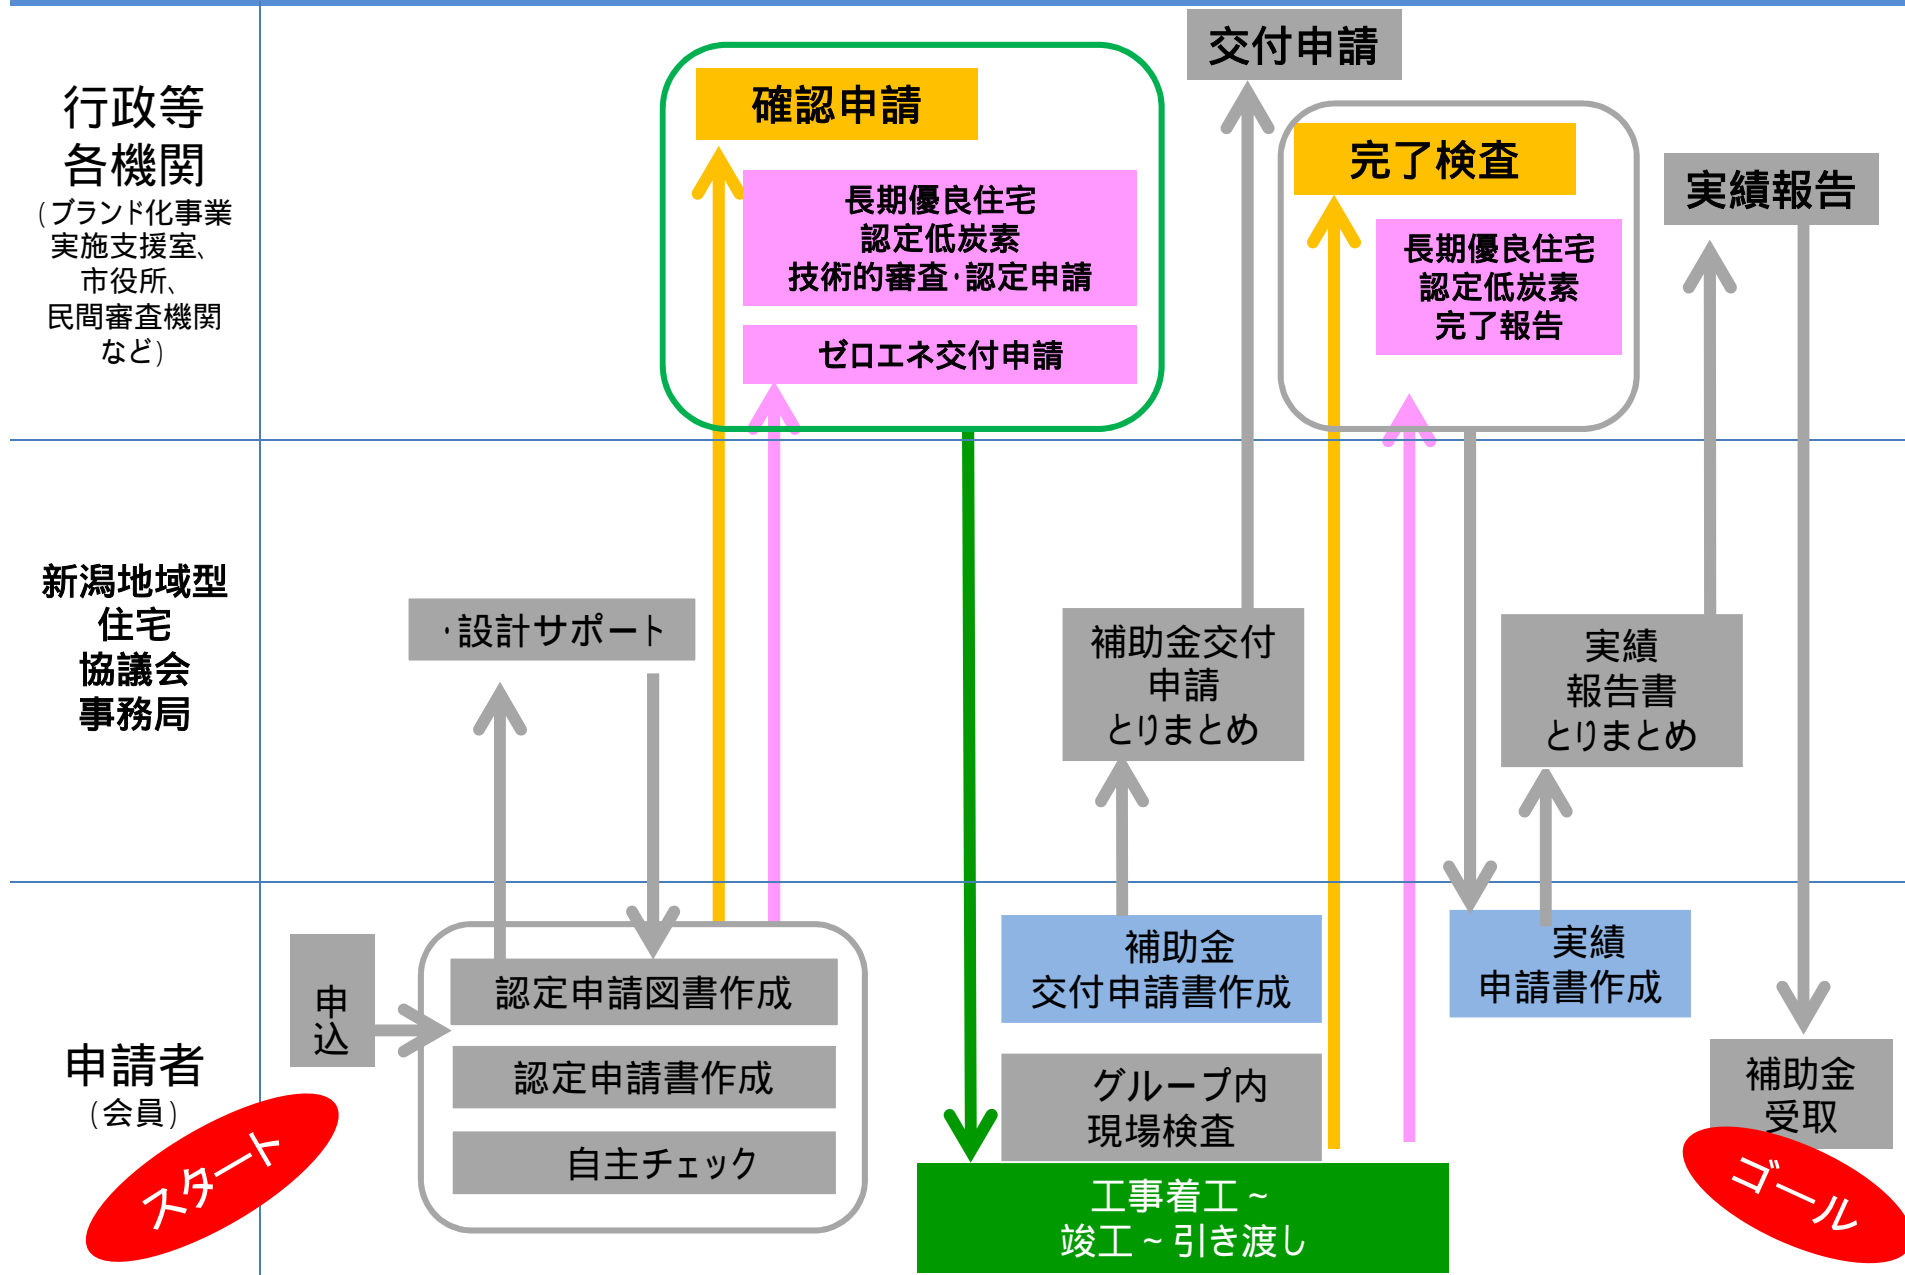 行政等
各機関
(ブランド化事業
実施支援室、
市役所、
民間審査機関
など)
確認申請
長期優良住宅
認定低炭素
技術的審査・認定申請
ゼロエネ交付申請
交付申請
完了検査
長期優良住宅
認定低炭素
完了報告
実績報告
新潟地域型
住宅
協議会
事務局
・設計サポート
補助金交付
申請
とりまとめ
実績
報告書
とりまとめ
申請者
(会員)
スタート
申
込
認定申請図書作成
認定申請書作成
自主チェック
補助金
交付申請書作成
グループ内
現場検査
工事着工~
竣工~引き渡し
実績
申請書作成
補助金
受取
ゴール